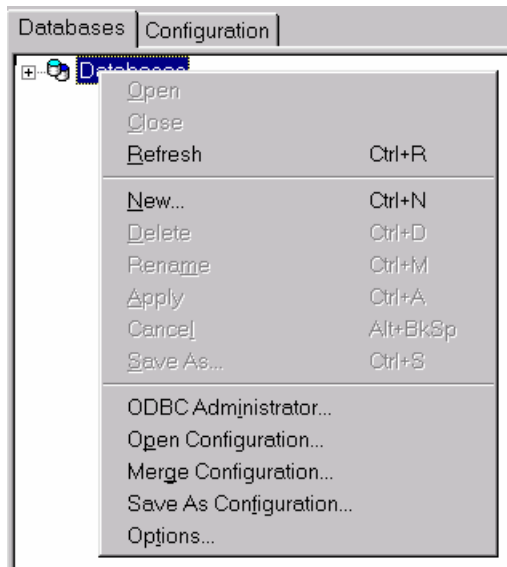 Databases Configuration
Databases
Open
Close
Refresh Ctrl+R
New... Ctrl+N
Delete Ctrl+D
Rename Ctrl+M
Apply Ctrl+A
Cancel Alt+BkSp
Save As... Ctrl+S
ODBC Administrator...
Open Configuration...
Merge Configuration...
Save As Configuration...
Options...